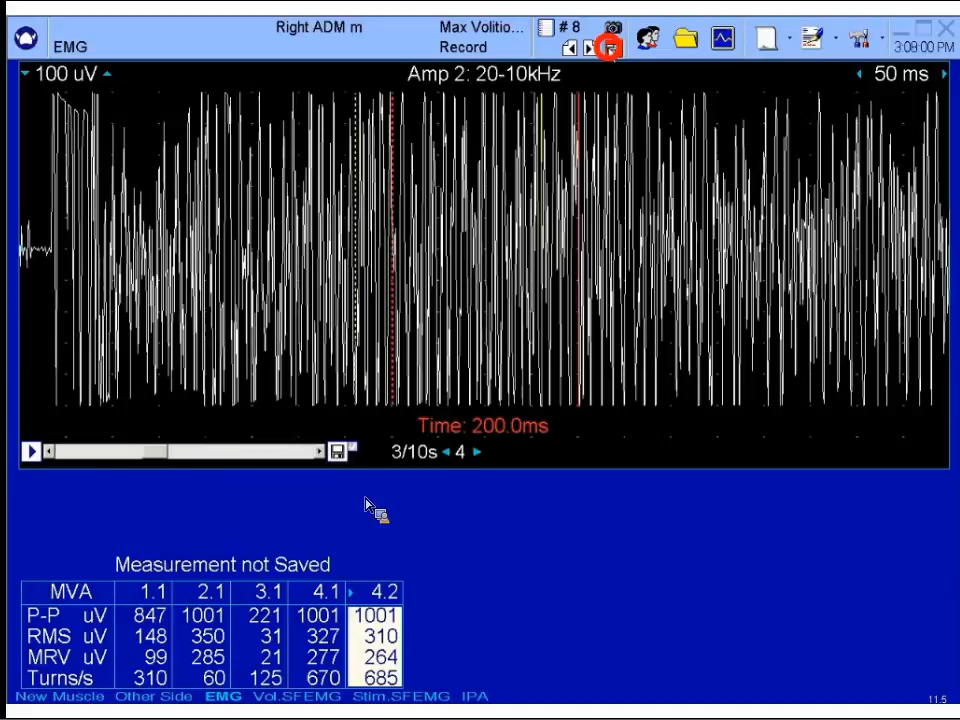 Right ADM m
Max Volitio...
# 8
EMG
Record
3:08:00 PM
100 uV
Amp 2: 20-10kHz
50 ms
Time: 200.0ms
3/10s 4
Measurement not Saved
MVA 1.1 2.1 3.1 4.1 4.2
P-P uV 847 1001 221 1001 1001
RMS uV 148 350 31 327 310
MRV uV 99 285 21 277 264
Turns/s 310 60 125 670 685
New Muscle Other Side EMG Vol.SFEMG Stim.SFEMG IPA
11.5